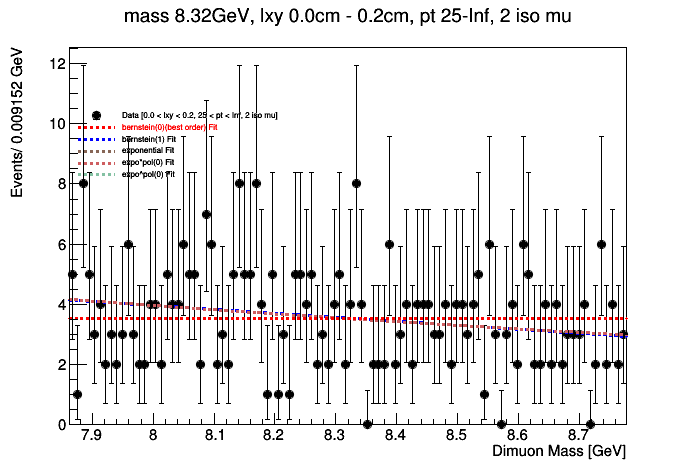 mass 8.32GeV, lxy 0.0cm - 0.2cm, pt 25-Inf, 2 iso mu
Events/ 0.009152 GeV
12
10
8
6
4
2
0
Data [0.0 < lxy < 0.2, 25 < pt < Inf, 2 iso mu]
bernstein(0)(best order) Fit
bernstein(1) Fit
exponential Fit
expo*pol(0) Fit
expo^pol(0) Fit
7.9 8 8.1 8.2 8.3 8.4 8.5 8.6 8.7
Dimuon Mass [GeV]